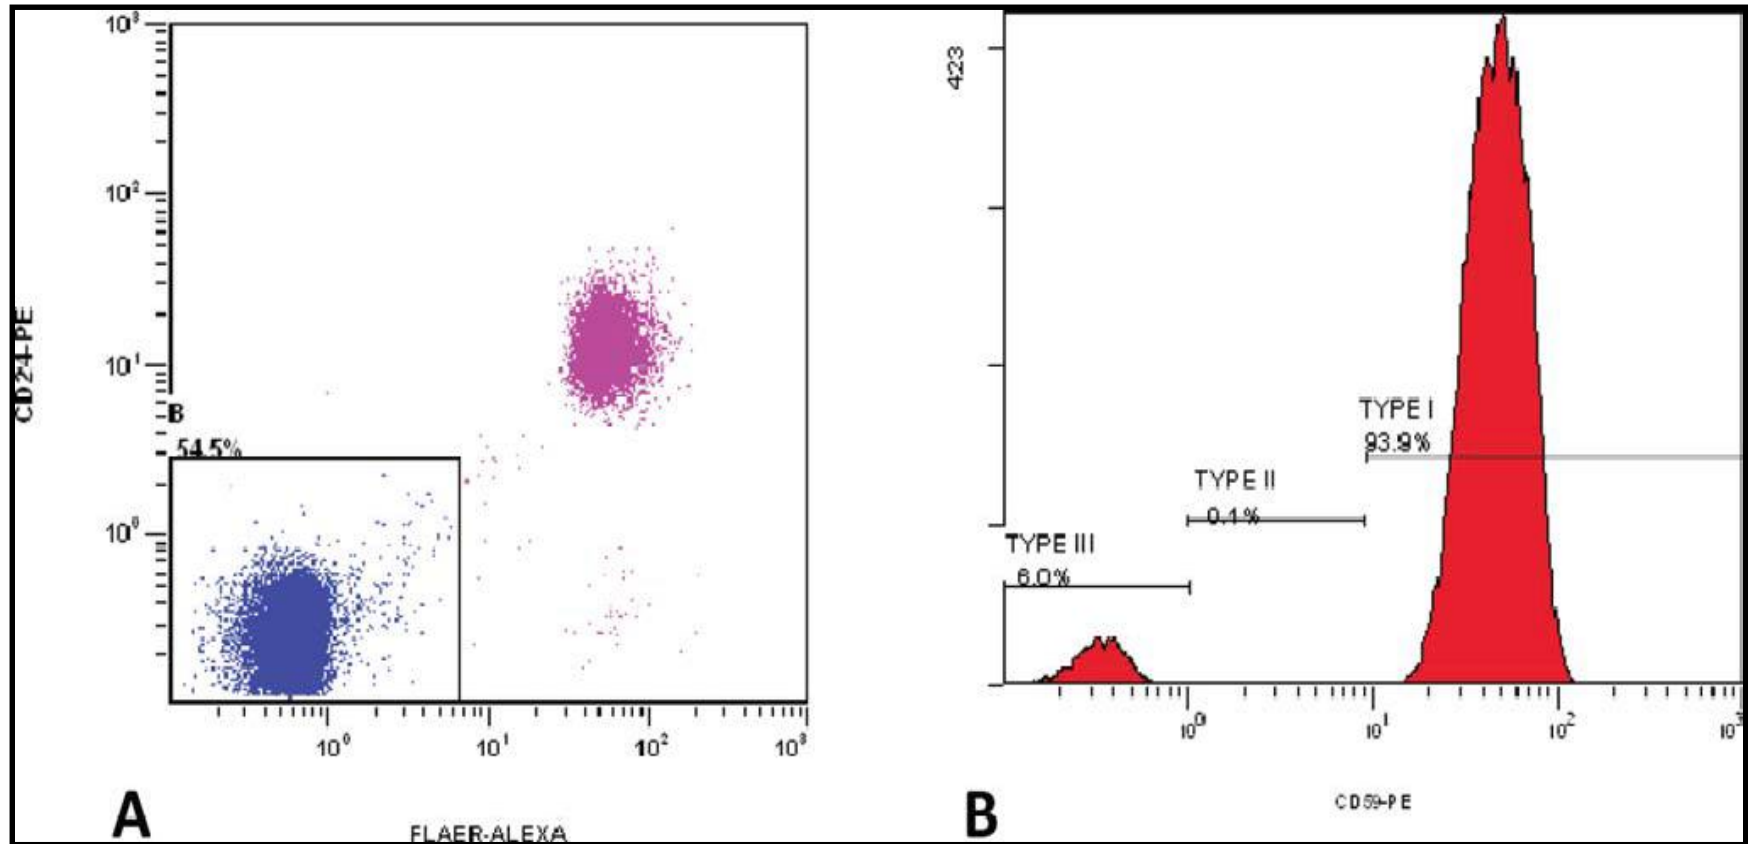 10³
10²
10¹
10⁰
CD24-PE
B
54.5%
10⁰
10¹
10²
10³
A
FLAER-ALEXA
423
TYPE I
93.9%
TYPE II
0.1%
TYPE III
6.0%
10⁰
10¹
10²
10³
CD59-PE
B